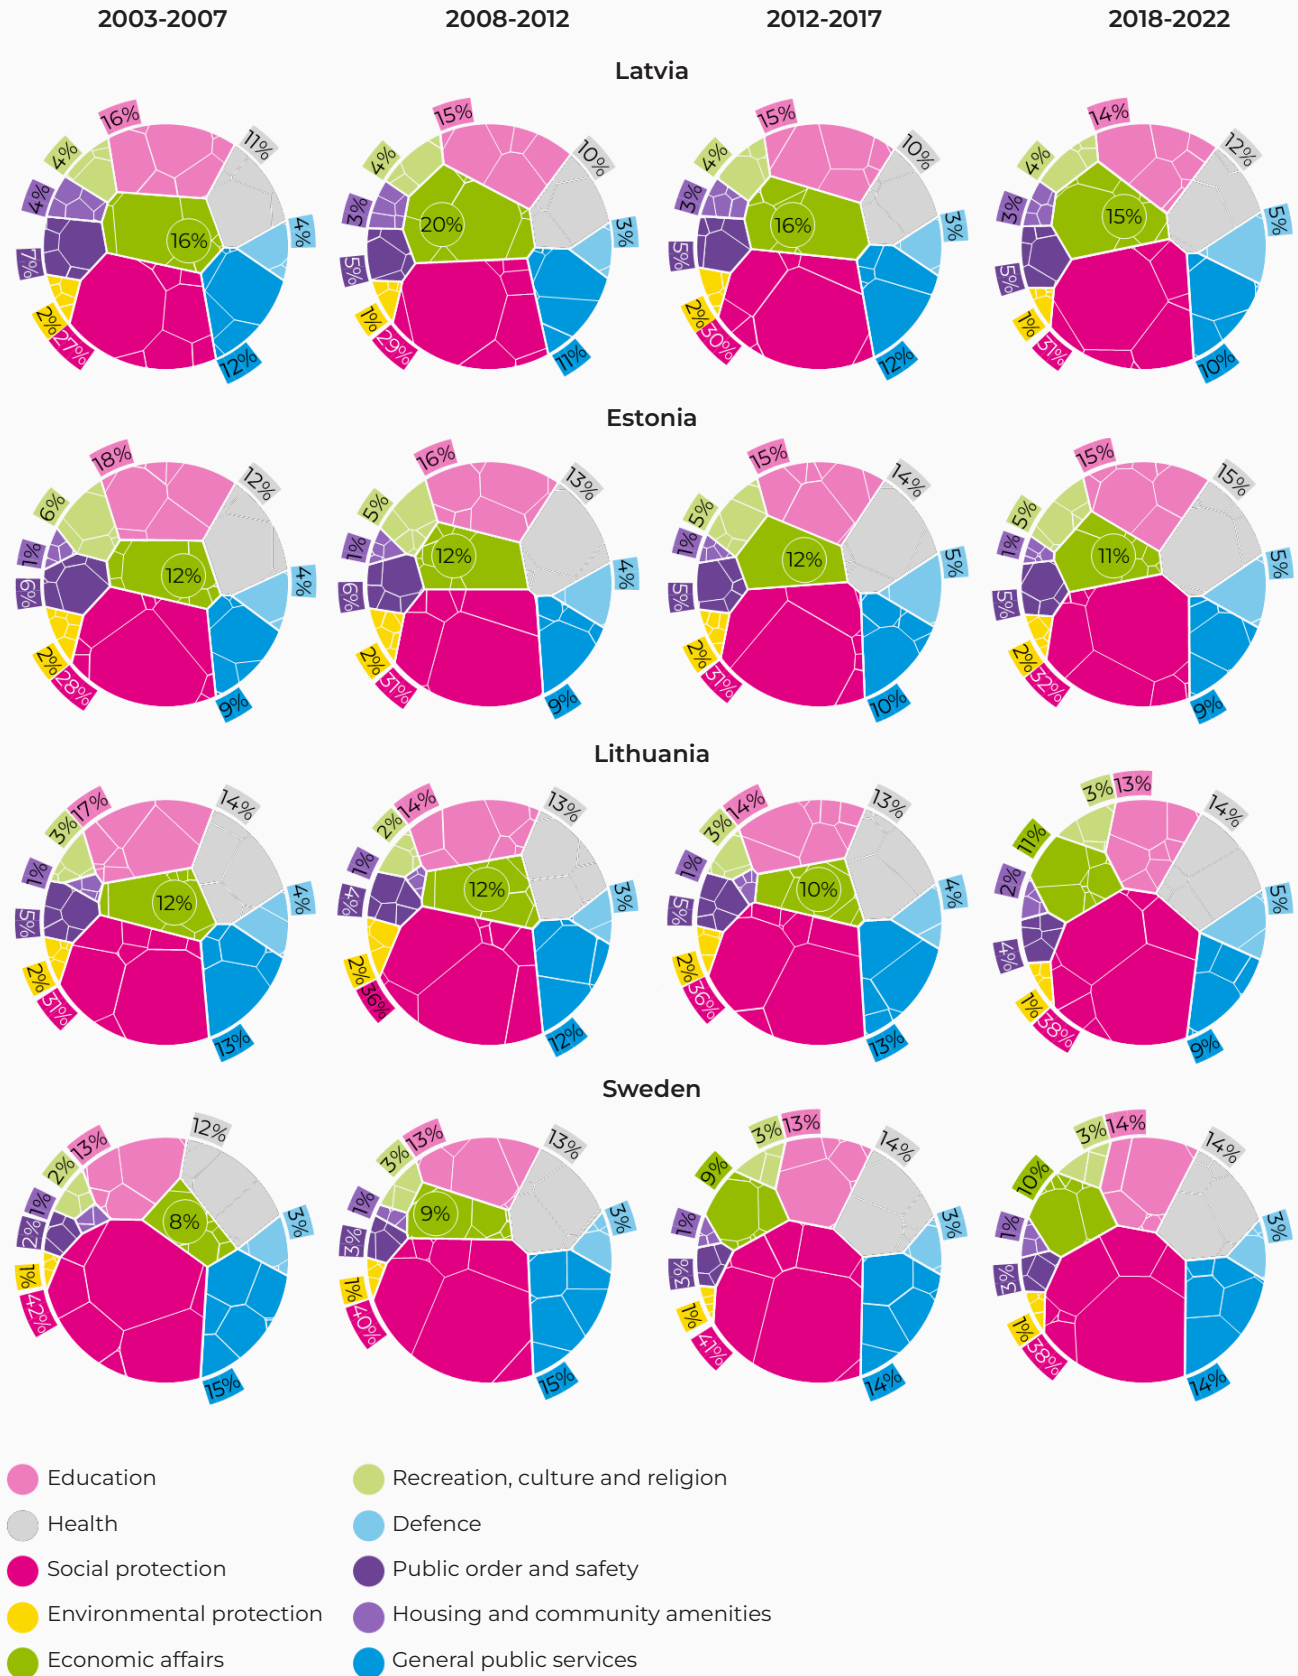 2003-2007 2008-2012 2012-2017 2018-2022
Latvia
16% 11% 4% 12% 27% 2% 7% 4% 4% 16%
15% 10% 3% 11% 29% 1% 5% 3% 4% 20%
15% 10% 3% 12% 30% 2% 5% 3% 4% 16%
14% 12% 5% 10% 31% 1% 5% 3% 4% 15%
Estonia
18% 12% 4% 9% 28% 2% 6% 1% 6% 12%
16% 13% 4% 9% 31% 2% 6% 1% 5% 12%
15% 14% 5% 10% 31% 2% 5% 1% 5% 12%
15% 15% 5% 9% 32% 2% 5% 1% 5% 11%
Lithuania
17% 14% 4% 13% 31% 2% 5% 1% 3% 12%
14% 13% 3% 12% 36% 2% 4% 1% 2% 12%
14% 13% 4% 13% 36% 2% 5% 1% 3% 10%
13% 14% 5% 9% 38% 1% 4% 2% 11% 3%
Sweden
13% 12% 3% 15% 42% 1% 2% 1% 2% 8%
13% 13% 3% 15% 40% 1% 3% 1% 3% 9%
13% 14% 3% 14% 41% 1% 3% 1% 9% 3%
14% 14% 3% 14% 38% 1% 3% 1% 10% 3%
Education
Health
Social protection
Environmental protection
Economic affairs
Recreation, culture and religion
Defence
Public order and safety
Housing and community amenities
General public services